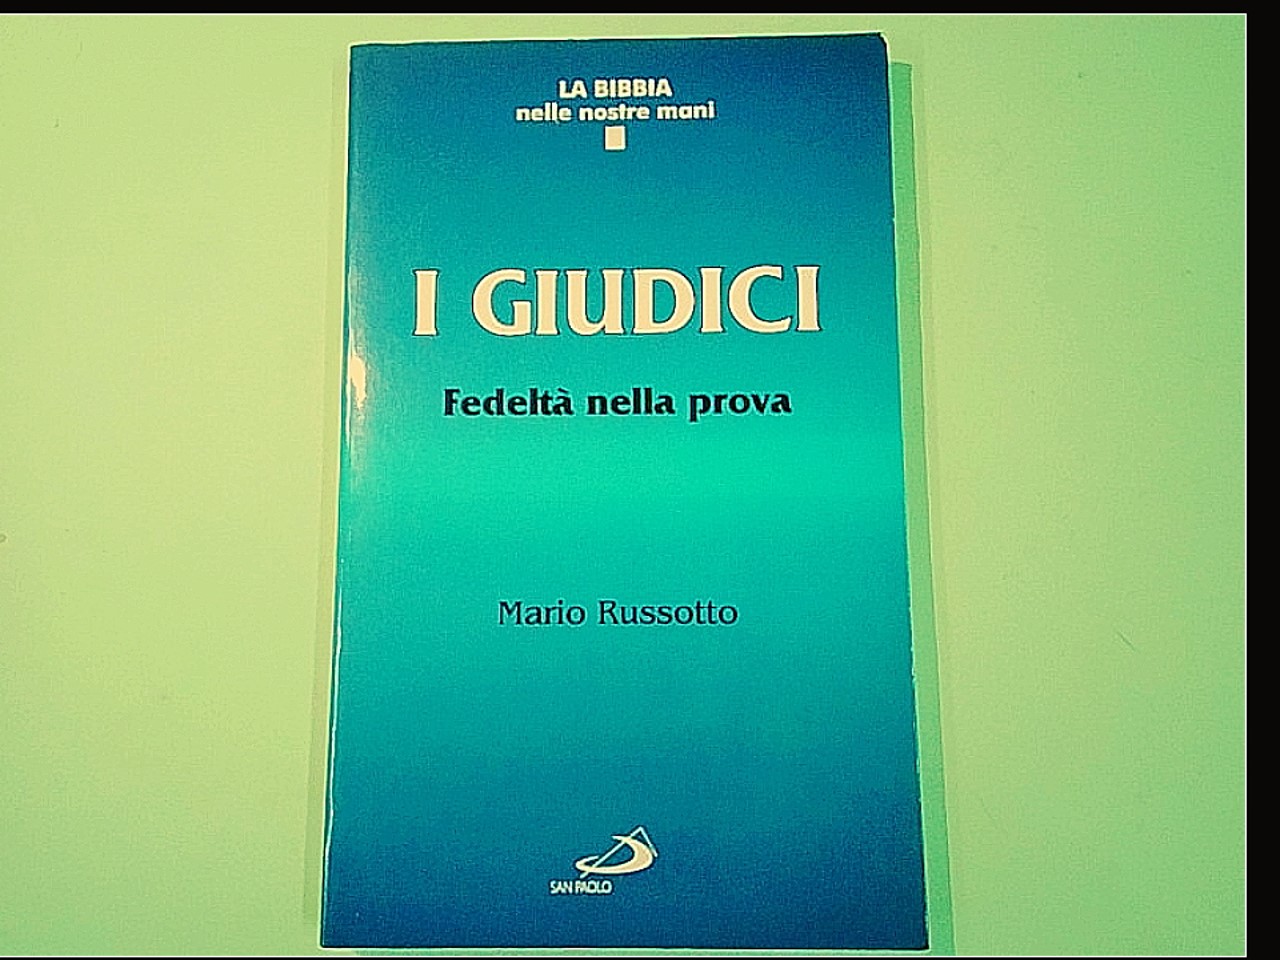 LA BIBBIA
nelle nostre mani
I GIUDICI
Fedeltà nella prova
Mario Russotto
SAN PAOLO